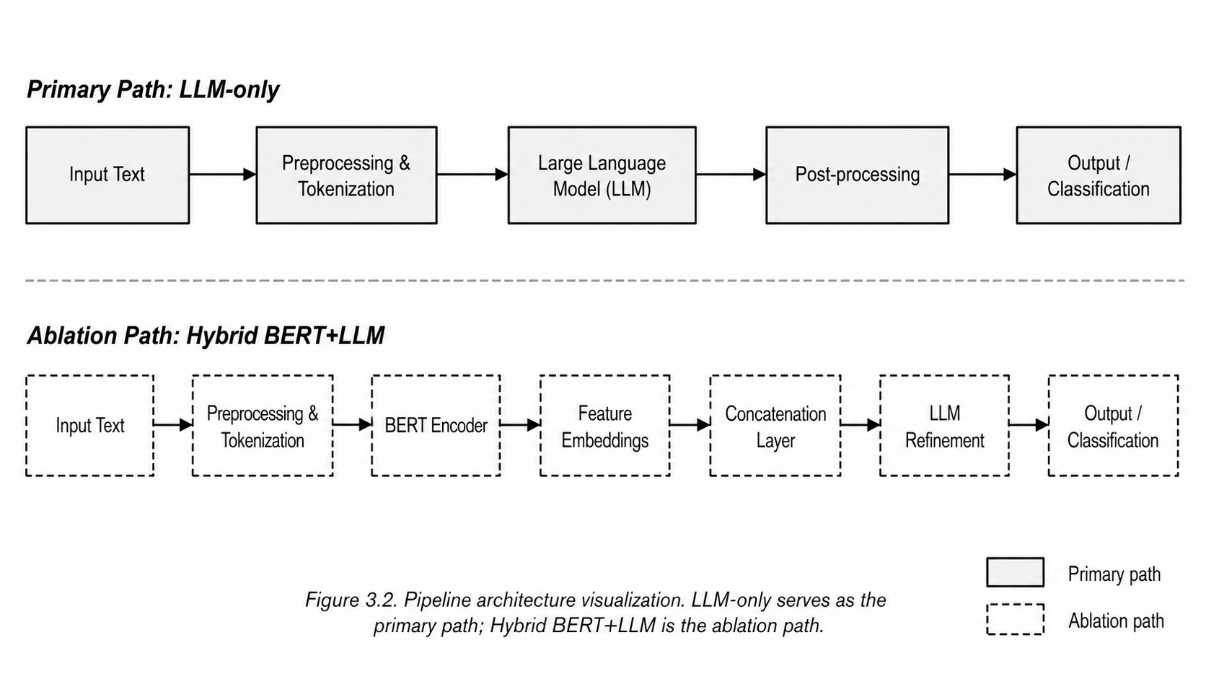 Primary Path: LLM-only
Input Text
Preprocessing &
Tokenization
Large Language
Model (LLM)
Post-processing
Output /
Classification
Ablation Path: Hybrid BERT+LLM
Input Text
Preprocessing &
Tokenization
BERT Encoder
Feature
Embeddings
Concatenation
Layer
LLM
Refinement
Output /
Classification
Primary path
Ablation path
Figure 3.2. Pipeline architecture visualization. LLM-only serves as the
primary path; Hybrid BERT+LLM is the ablation path.